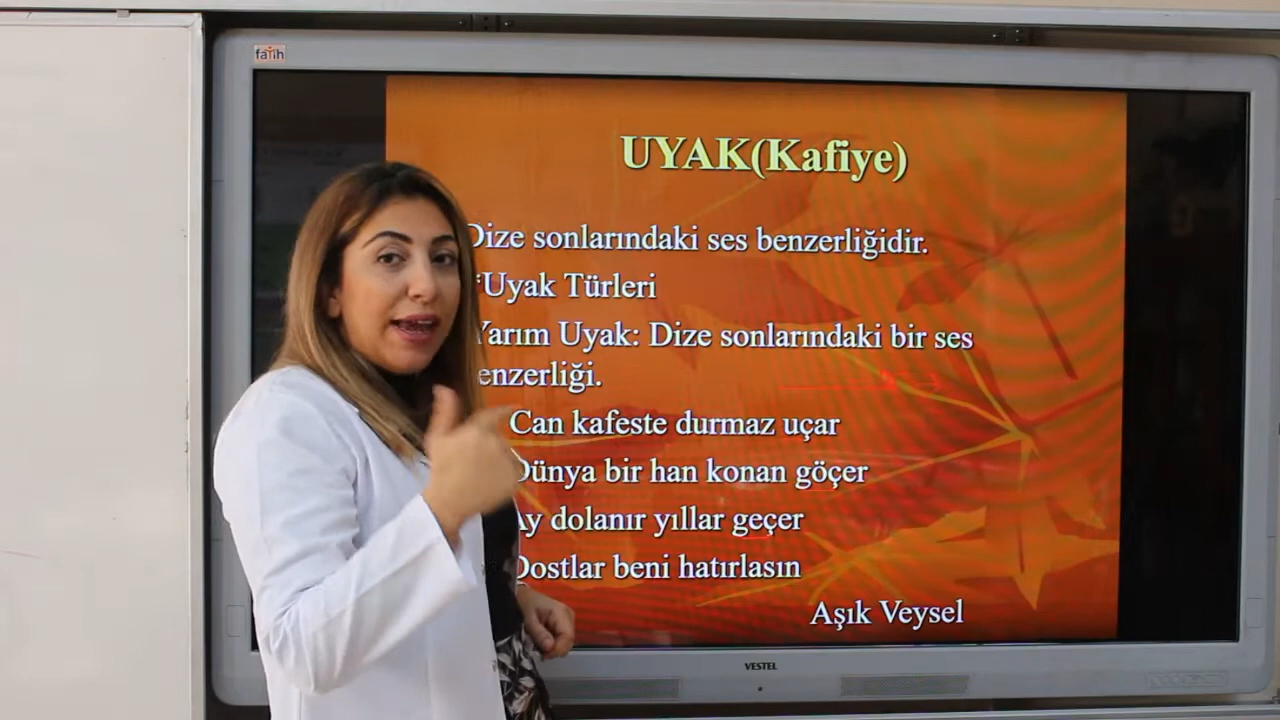 fatih
UYAK(Kafiye)
Dize sonlarındaki ses benzerliğidir.
*Uyak Türleri
Yarım Uyak: Dize sonlarındaki bir ses
benzerliği.
Can kafeste durmaz uçar
Dünya bir han konan göçer
Ay dolanır yıllar geçer
Dostlar beni hatırlasın
Aşık Veysel
VESTEL